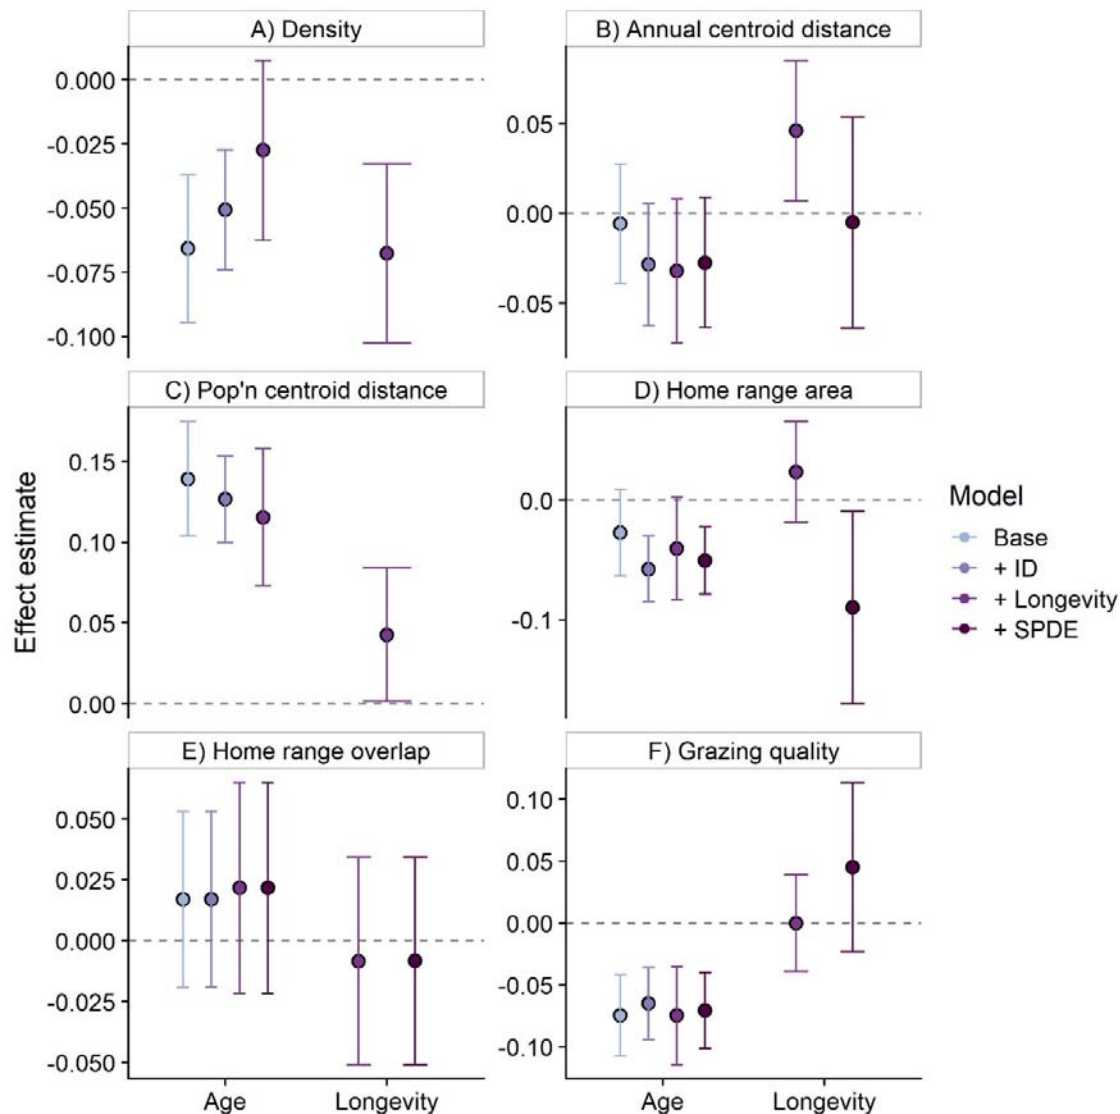 A) Density
B) Annual centroid distance
0.000
-0.025
-0.050
-0.075
-0.100
0.05
0.00
-0.05
C) Pop'n centroid distance
D) Home range area
0.15
0.10
0.05
0.00
0.0
-0.1
Effect estimate
Model
Base
+ ID
+ Longevity
+ SPDE
E) Home range overlap
F) Grazing quality
0.050
0.025
0.000
-0.025
-0.050
0.10
0.05
0.00
-0.05
-0.10
Age
Longevity
Age
Longevity